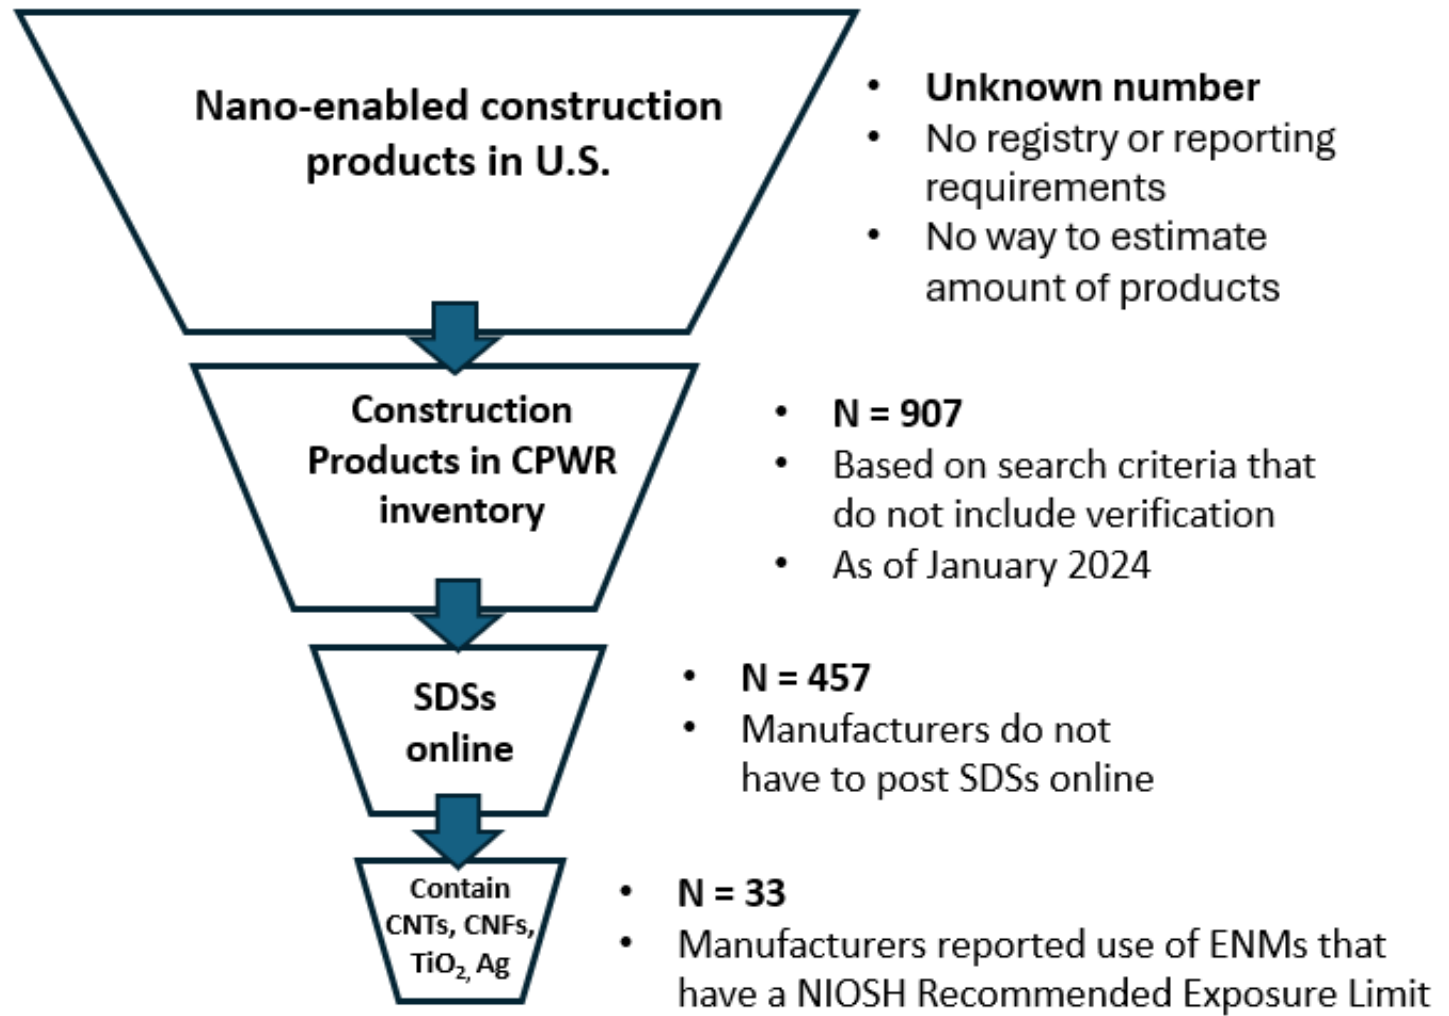 Nano-enabled construction
products in U.S.
• Unknown number
• No registry or reporting
requirements
• No way to estimate
amount of products
Construction
Products in CPWR
inventory
• N = 907
• Based on search criteria that
do not include verification
• As of January 2024
SDSs
online
• N = 457
• Manufacturers do not
have to post SDSs online
Contain
CNTs, CNFs,
TiO₂, Ag
• N = 33
• Manufacturers reported use of ENMs that
have a NIOSH Recommended Exposure Limit